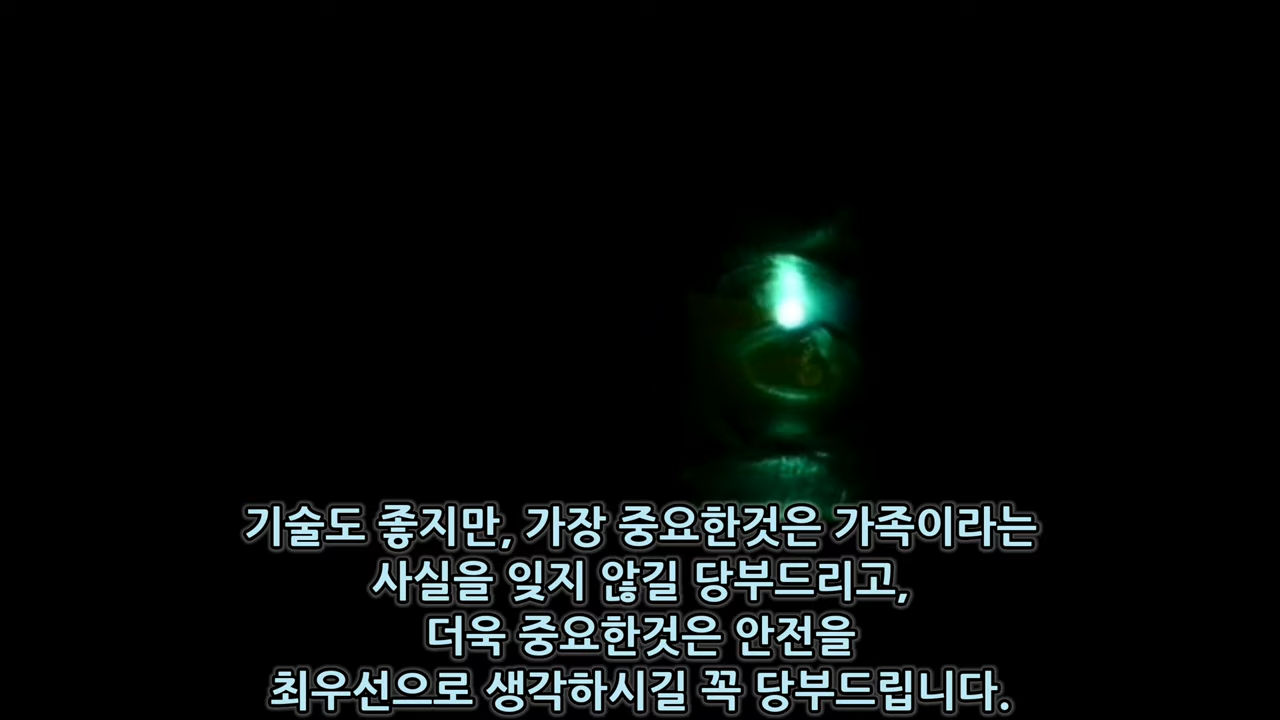 기술도 좋지만, 가장 중요한것은 가족이라는
사실을 잊지 않길 당부드리고,
더욱 중요한것은 안전을
최우선으로 생각하시길 꼭 당부드립니다.